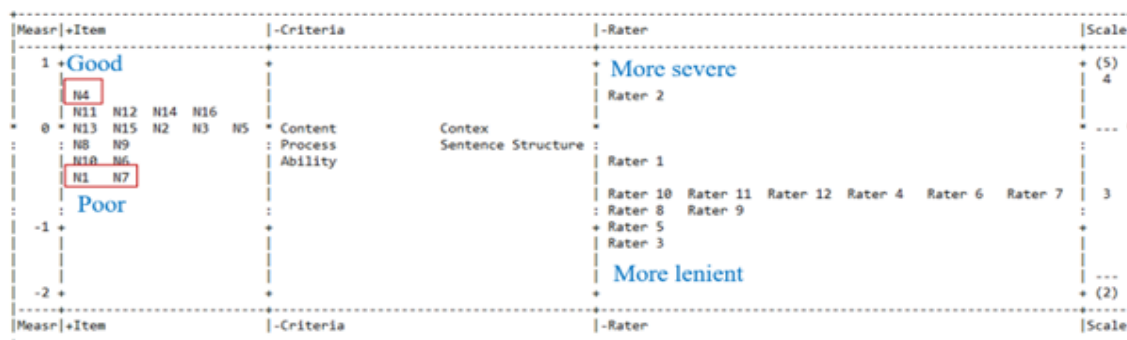 |Measr|+Item |-Criteria |-Rater |Scale
1 + Good + + More severe + (5)
4
N4 Rater 2
N11 N12 N14 N16
* 0 * N13 N15 N2 N3 N5 * Content Contex * * ---
: : N8 N9 : Process Sentence Structure : :
N10 N6 | Ability | Rater 1
N1 N7
Poor
Rater 10 Rater 11 Rater 12 Rater 4 Rater 6 Rater 7 | 3
: : : : Rater 8 Rater 9 :
-1 + + + Rater 5 +
Rater 3
More lenient
---
-2 + + + + (2)
|Measr|+Item |-Criteria |-Rater |Scale